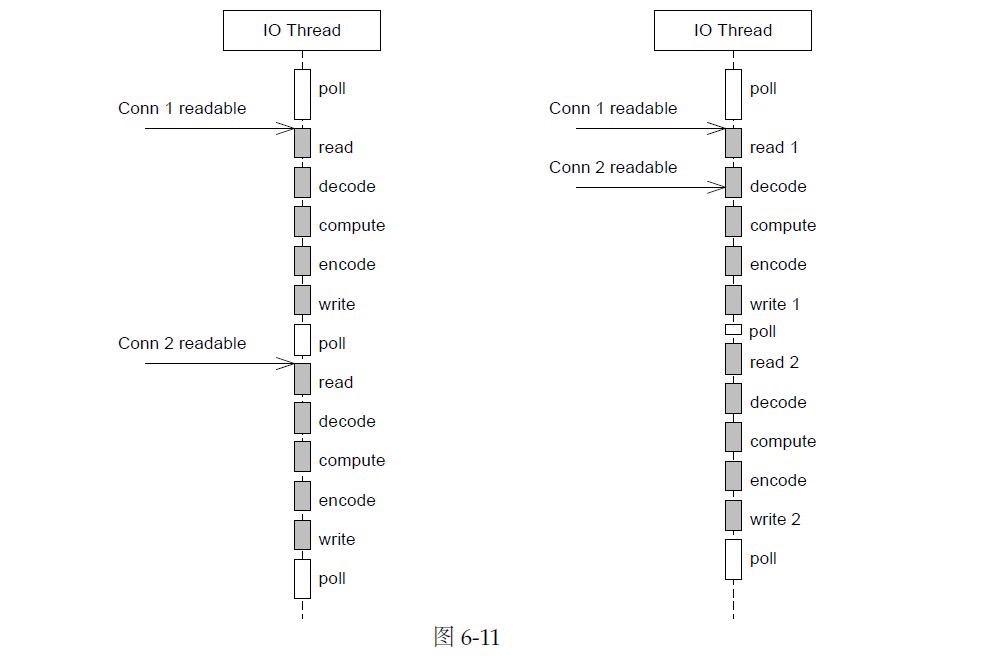 IO Thread
poll
Conn 1 readable
read
decode
compute
encode
write
poll
Conn 2 readable
read
decode
compute
encode
write
poll
IO Thread
poll
Conn 1 readable
read 1
Conn 2 readable
decode
compute
encode
write 1
poll
read 2
decode
compute
encode
write 2
poll
图 6-11